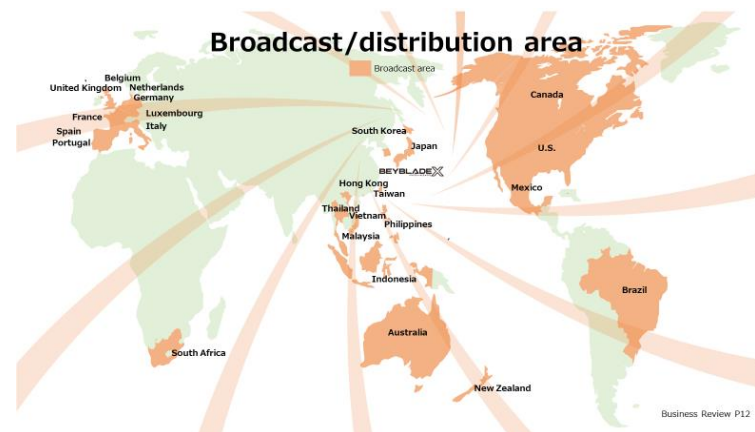 Broadcast/distribution area
Broadcast area
Belgium
United Kingdom
Netherlands
Germany
France
Luxembourg
Spain
Italy
Portugal
South Korea
Japan
BEYBLADE X
Hong Kong
Taiwan
Thailand
Vietnam
Philippines
Malaysia
Indonesia
Canada
U.S.
Mexico
Brazil
Australia
South Africa
New Zealand
Business Review P12